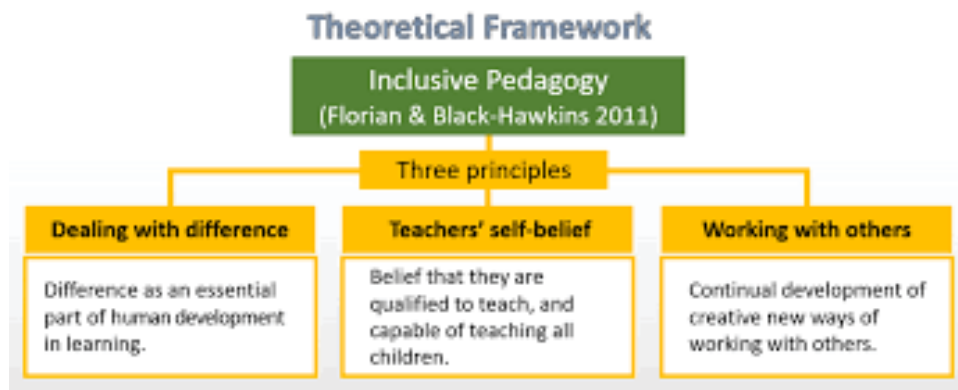 Theoretical Framework
Inclusive Pedagogy
(Florian & Black-Hawkins 2011)
Three principles
Dealing with difference
Difference as an essential
part of human development
in learning.
Teachers' self-belief
Belief that they are
qualified to teach, and
capable of teaching all
children.
Working with others
Continual development of
creative new ways of
working with others.